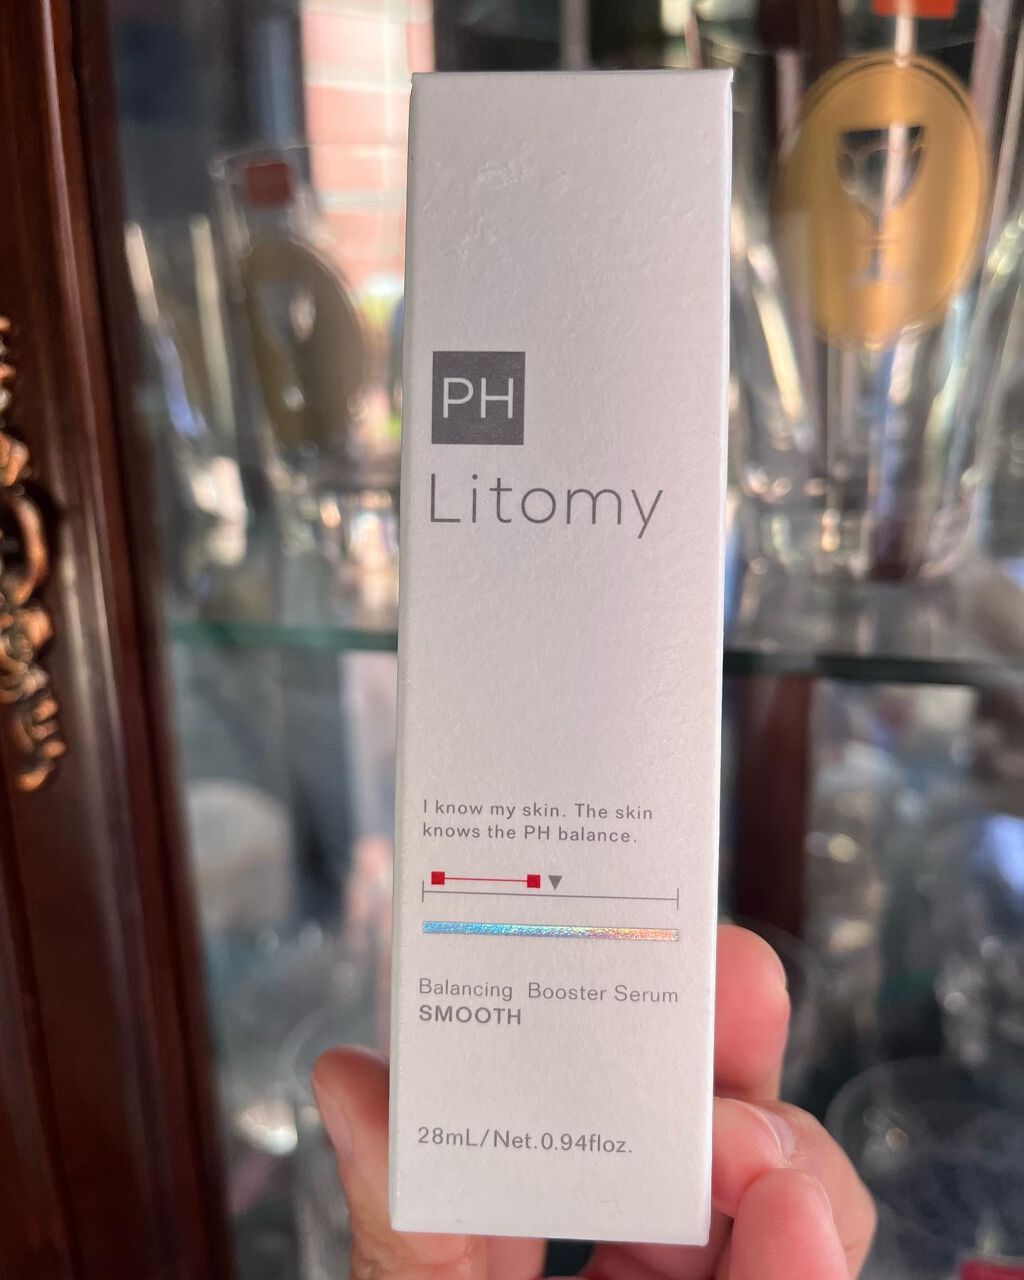 PH
Litomy
I know my skin. The skin
knows the PH balance.
Balancing Booster Serum
SMOOTH
28mL/Net.0.94floz.